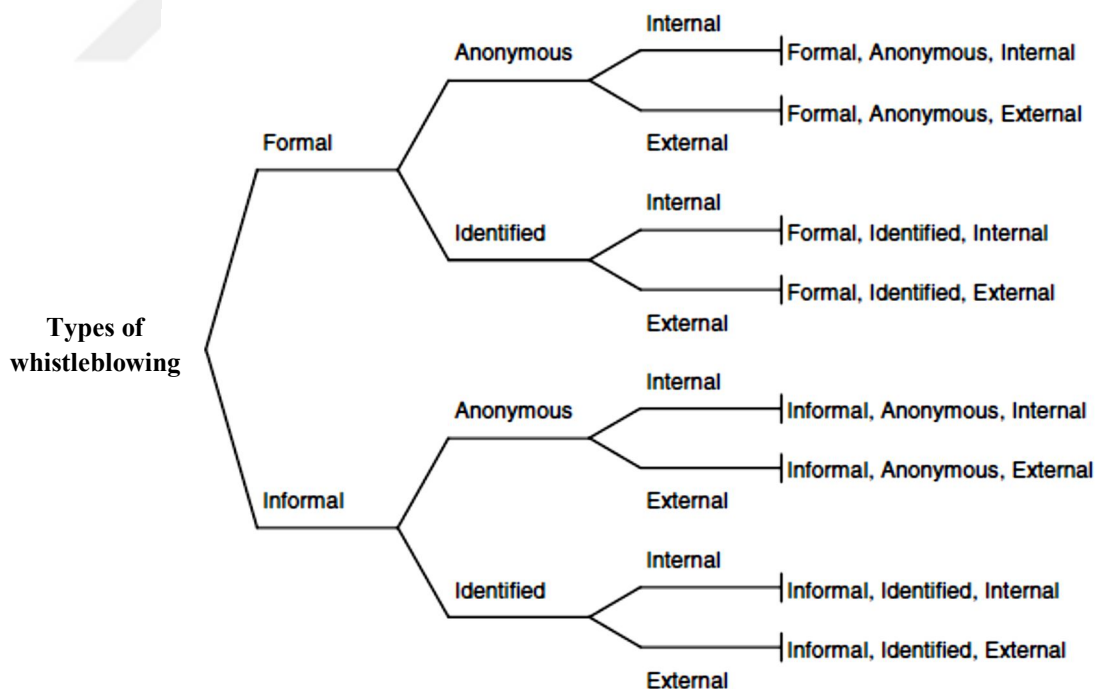 Internal
Anonymous
Formal, Anonymous, Internal
Formal, Anonymous, External
Formal
External
Internal
Identified
Formal, Identified, Internal
Formal, Identified, External
External
Types of
whistleblowing
Internal
Anonymous
Informal, Anonymous, Internal
Informal, Anonymous, External
Informal
External
Internal
Identified
Informal, Identified, Internal
Informal, Identified, External
External